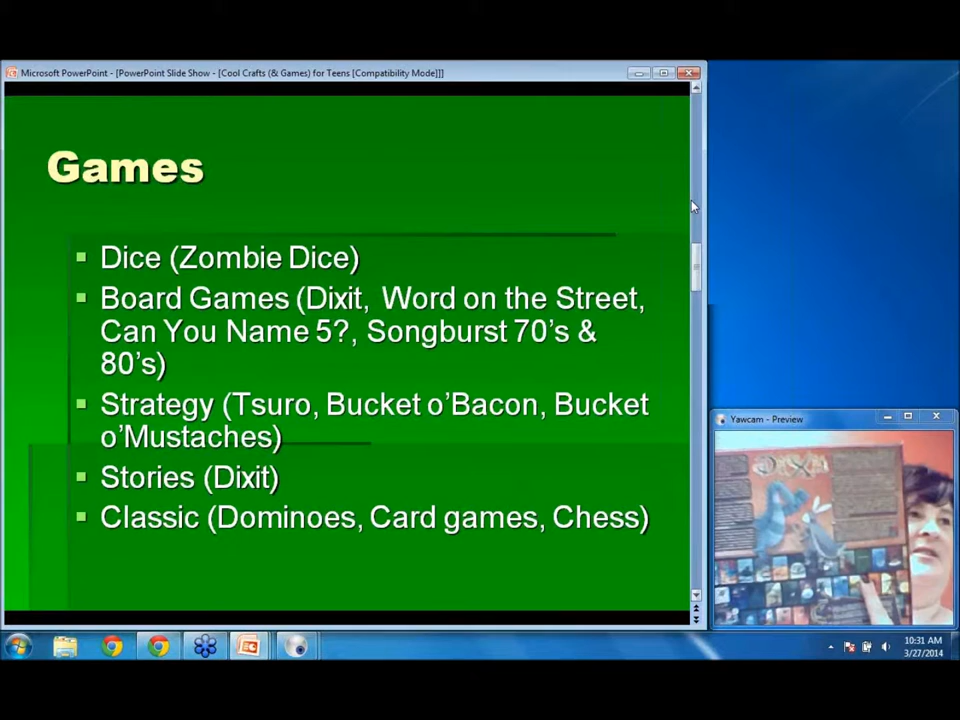 Microsoft PowerPoint - [PowerPoint Slide Show - [Cool Crafts (& Games) for Teens [Compatibility Mode]]]
Games
Dice (Zombie Dice)
Board Games (Dixit, Word on the Street,
Can You Name 5?, Songburst 70's &
80's)
Strategy (Tsuro, Bucket o'Bacon, Bucket
o'Mustaches)
Stories (Dixit)
Classic (Dominoes, Card games, Chess)
Yawcam - Preview
DIXIT
10:31 AM
3/27/2014